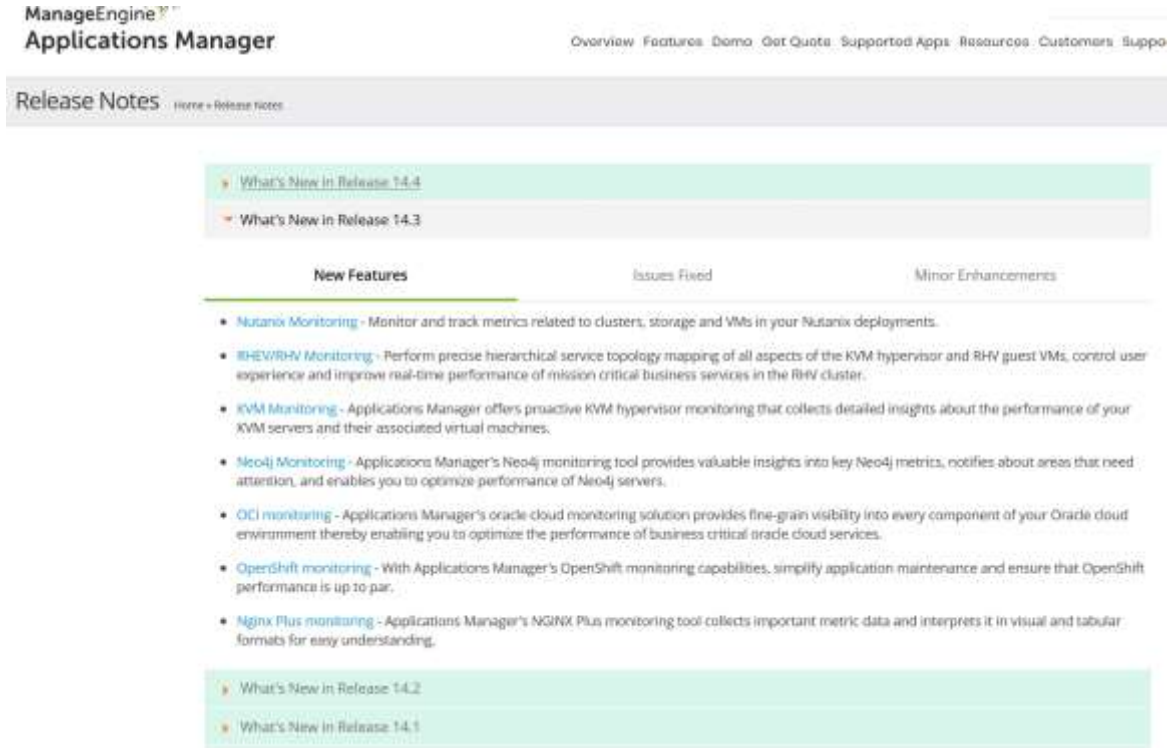 ManageEngine
Applications Manager
Overview Features Demo Get Quote Supported Apps Resources Customers Suppo
Release Notes Home » Release Notes
What's New in Release 14.4
What's New in Release 14.3
New Features Issues Fixed Minor Enhancements
Nutanix Monitoring - Monitor and track metrics related to clusters, storage and VMs in your Nutanix deployments.
RHEV/RHV Monitoring - Perform precise hierarchical service topology mapping of all aspects of the KVM hypervisor and RHV guest VMs, control user
experience and improve real-time performance of mission critical business services in the RHV cluster.
KVM Monitoring - Applications Manager offers proactive KVM hypervisor monitoring that collects detailed insights about the performance of your
KVM servers and their associated virtual machines.
Neo4j Monitoring - Applications Manager's Neo4j monitoring tool provides valuable insights into key Neo4j metrics, notifies about areas that need
attention, and enables you to optimize performance of Neo4j servers.
OCI monitoring - Applications Manager's oracle cloud monitoring solution provides fine-grain visibility into every component of your Oracle cloud
environment thereby enabling you to optimize the performance of business critical oracle cloud services.
OpenShift monitoring - With Applications Manager's OpenShift monitoring capabilities, simplify application maintenance and ensure that OpenShift
performance is up to par.
Nginx Plus monitoring - Applications Manager's NGINX Plus monitoring tool collects important metric data and interprets it in visual and tabular
formats for easy understanding.
What's New in Release 14.2
What's New in Release 14.1